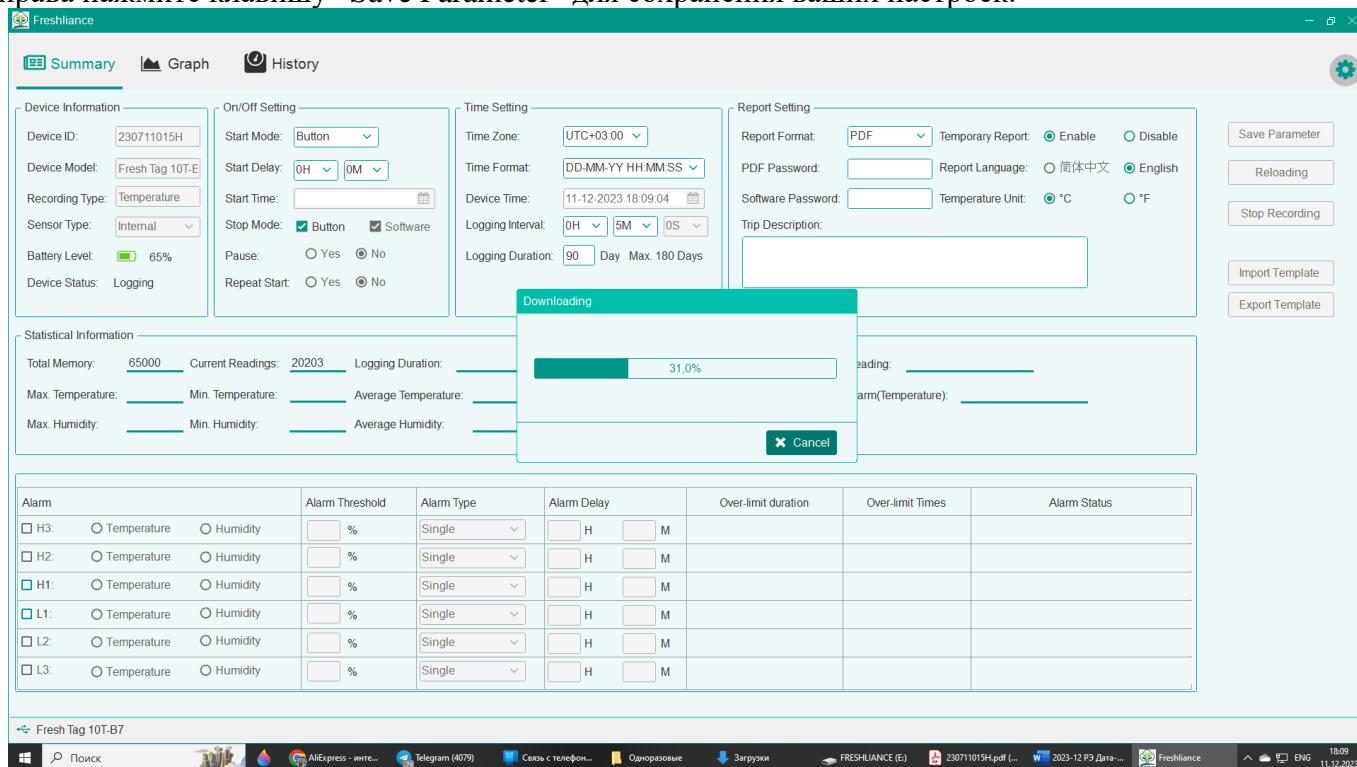 права нажмите клавишу "Save Parameter" для сохранения ваших настроек.
Freshliance
Summary Graph History
Device Information
Device ID: 230711015H
Device Model: Fresh Tag 10T-E
Recording Type: Temperature
Sensor Type: Internal
Battery Level: 65%
Device Status: Logging
On/Off Setting
Start Mode: Button
Start Delay: 0H 0M
Start Time:
Stop Mode: Button Software
Pause: Yes No
Repeat Start: Yes No
Time Setting
Time Zone: UTC+03:00
Time Format: DD-MM-YY HH:MM:SS
Device Time: 11-12-2023 18:09:04
Logging Interval: 0H 5M 0S
Logging Duration: 90 Day Max. 180 Days
Report Setting
Report Format: PDF Temporary Report: Enable Disable
PDF Password: Report Language: 简体中文 English
Software Password: Temperature Unit: °C °F
Trip Description:
Save Parameter
Reloading
Stop Recording
Import Template
Export Template
Downloading
31,0%
Cancel
Statistical Information
Total Memory: 65000 Current Readings: 20203 Logging Duration: eading:
Max. Temperature: Min. Temperature: Average Temperature: arm(Temperature):
Max. Humidity: Min. Humidity: Average Humidity:
Alarm Alarm Threshold Alarm Type Alarm Delay Over-limit duration Over-limit Times Alarm Status
H3: Temperature Humidity % Single H M
H2: Temperature Humidity % Single H M
H1: Temperature Humidity % Single H M
L1: Temperature Humidity % Single H M
L2: Temperature Humidity % Single H M
L3: Temperature Humidity % Single H M
Fresh Tag 10T-B7
Поиск AliExpress - инте... Telegram (4079) Связь с телефон... Одноразовые Загрузки FRESHLIANCE (E:) 230711015H.pdf (... 2023-12 РЭ Дата-... Freshliance ENG 18:09
11.12.2023